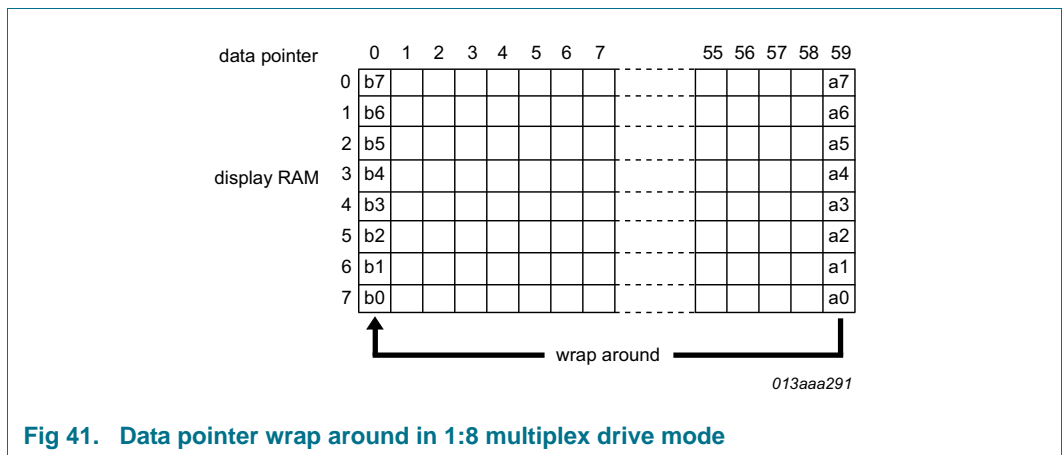 data pointer 0 1 2 3 4 5 6 7 55 56 57 58 59
0 b7 a7
1 b6 a6
2 b5 a5
display RAM 3 b4 a4
4 b3 a3
5 b2 a2
6 b1 a1
7 b0 a0
wrap around
013aaa291
Fig 41. Data pointer wrap around in 1:8 multiplex drive mode